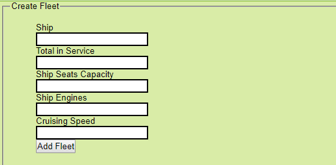 Create Fleet
Ship
Total in Service
Ship Seats Capacity
Ship Engines
Cruising Speed
Add Fleet